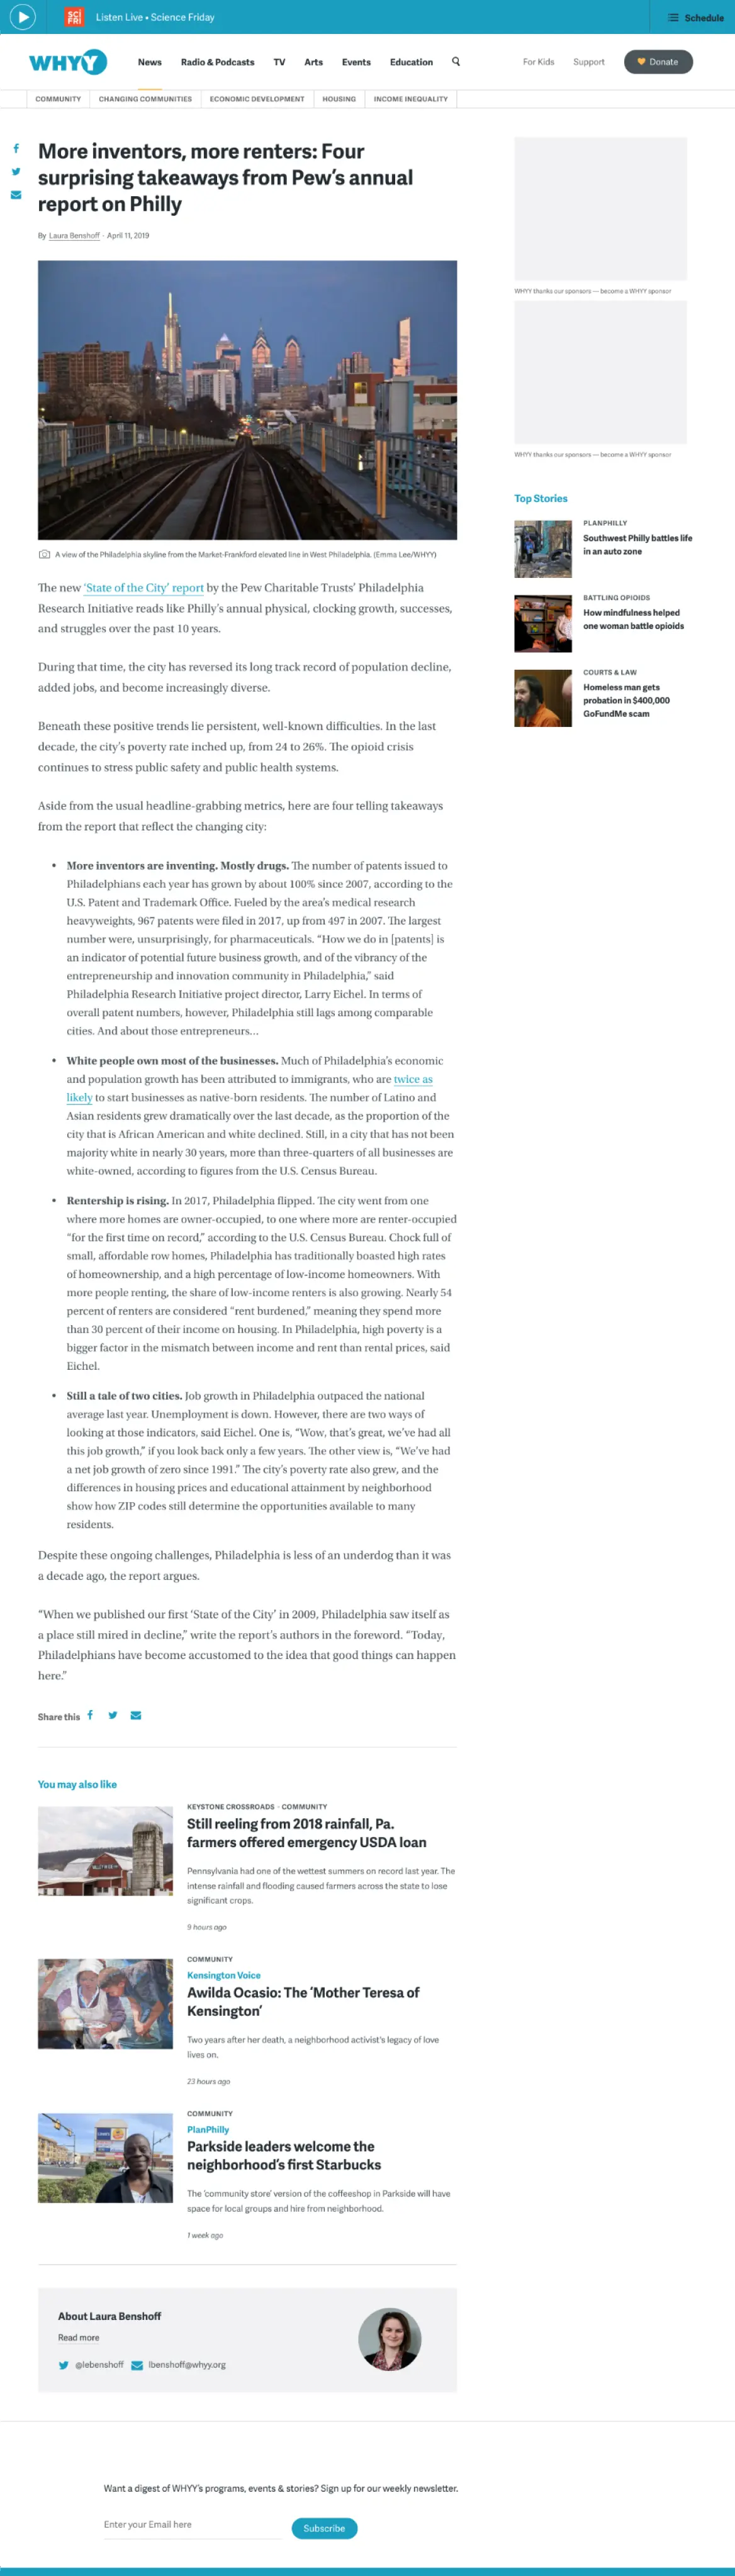 SCI FRI
Listen Live • Science Friday
Schedule
WHYY
News
Radio & Podcasts
TV
Arts
Events
Education
For Kids
Support
Donate
COMMUNITY
CHANGING COMMUNITIES
ECONOMIC DEVELOPMENT
HOUSING
INCOME INEQUALITY
More inventors, more renters: Four
surprising takeaways from Pew’s annual
report on Philly
By Laura Benshoff · April 11, 2019
A view of the Philadelphia skyline from the Market-Frankford elevated line in West Philadelphia. (Emma Lee/WHYY)
The new ‘State of the City’ report by the Pew Charitable Trusts’ Philadelphia
Research Initiative reads like Philly’s annual physical, clocking growth, successes,
and struggles over the past 10 years.
During that time, the city has reversed its long track record of population decline,
added jobs, and become increasingly diverse.
Beneath these positive trends lie persistent, well-known difficulties. In the last
decade, the city’s poverty rate inched up, from 24 to 26%. The opioid crisis
continues to stress public safety and public health systems.
Aside from the usual headline-grabbing metrics, here are four telling takeaways
from the report that reflect the changing city:
• More inventors are inventing. Mostly drugs. The number of patents issued to
Philadelphians each year has grown by about 100% since 2007, according to the
U.S. Patent and Trademark Office. Fueled by the area’s medical research
heavyweights, 967 patents were filed in 2017, up from 497 in 2007. The largest
number were, unsurprisingly, for pharmaceuticals. “How we do in [patents] is
an indicator of potential future business growth, and of the vibrancy of the
entrepreneurship and innovation community in Philadelphia,” said
Philadelphia Research Initiative project director, Larry Eichel. In terms of
overall patent numbers, however, Philadelphia still lags among comparable
cities. And about those entrepreneurs…
• White people own most of the businesses. Much of Philadelphia’s economic
and population growth has been attributed to immigrants, who are twice as
likely to start businesses as native-born residents. The number of Latino and
Asian residents grew dramatically over the last decade, as the proportion of the
city that is African American and white declined. Still, in a city that has not been
majority white in nearly 30 years, more than three-quarters of all businesses are
white-owned, according to figures from the U.S. Census Bureau.
• Rentership is rising. In 2017, Philadelphia flipped. The city went from one
where more homes are owner-occupied, to one where more are renter-occupied
“for the first time on record,” according to the U.S. Census Bureau. Chock full of
small, affordable row homes, Philadelphia has traditionally boasted high rates
of homeownership, and a high percentage of low-income homeowners. With
more people renting, the share of low-income renters is also growing. Nearly 54
percent of renters are considered “rent burdened,” meaning they spend more
than 30 percent of their income on housing. In Philadelphia, high poverty is a
bigger factor in the mismatch between income and rent than rental prices, said
Eichel.
• Still a tale of two cities. Job growth in Philadelphia outpaced the national
average last year. Unemployment is down. However, there are two ways of
looking at those indicators, said Eichel. One is, “Wow, that’s great, we’ve had all
this job growth,” if you look back only a few years. The other view is, “We’ve had
a net job growth of zero since 1991.” The city’s poverty rate also grew, and the
differences in housing prices and educational attainment by neighborhood
show how ZIP codes still determine the opportunities available to many
residents.
Despite these ongoing challenges, Philadelphia is less of an underdog than it was
a decade ago, the report argues.
“When we published our first ‘State of the City’ in 2009, Philadelphia saw itself as
a place still mired in decline,” write the report’s authors in the foreword. “Today,
Philadelphians have become accustomed to the idea that good things can happen
here.”
Share this
WHYY thanks our sponsors — become a WHYY sponsor
WHYY thanks our sponsors — become a WHYY sponsor
Top Stories
PLANPHILLY
Southwest Philly battles life
in an auto zone
BATTLING OPIOIDS
How mindfulness helped
one woman battle opioids
COURTS & LAW
Homeless man gets
probation in $400,000
GoFundMe scam
You may also like
KEYSTONE CROSSROADS · COMMUNITY
Still reeling from 2018 rainfall, Pa.
farmers offered emergency USDA loan
Pennsylvania had one of the wettest summers on record last year. The
intense rainfall and flooding caused farmers across the state to lose
significant crops.
9 hours ago
COMMUNITY
Kensington Voice
Awilda Ocasio: The ‘Mother Teresa of
Kensington’
Two years after her death, a neighborhood activist’s legacy of love
lives on.
23 hours ago
COMMUNITY
PlanPhilly
Parkside leaders welcome the
neighborhood’s first Starbucks
The ‘community store’ version of the coffeeshop in Parkside will have
space for local groups and hire from neighborhood.
1 week ago
About Laura Benshoff
Read more
@lebenshoff
lbenshoff@whyy.org
Want a digest of WHYY’s programs, events & stories? Sign up for our weekly newsletter.
Enter your Email here
Subscribe